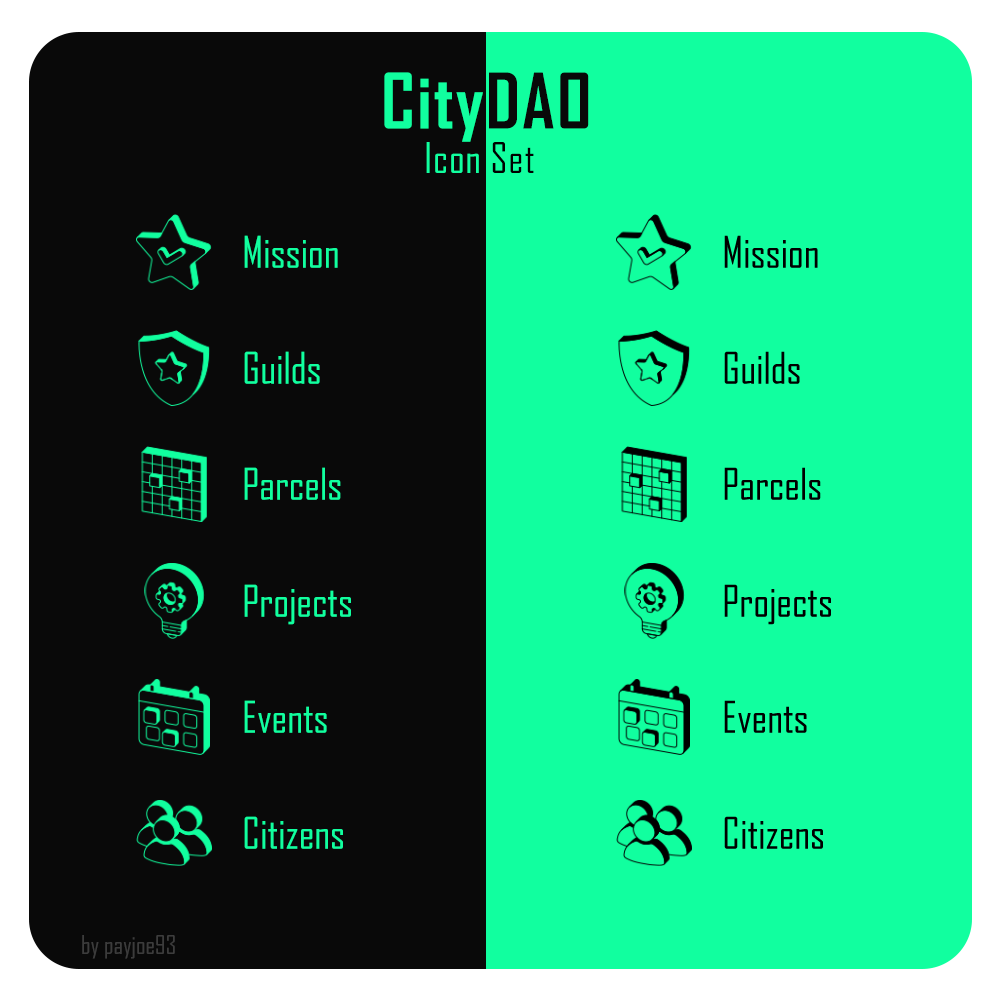 CityDAO
Icon Set
Mission
Mission
Guilds
Guilds
Parcels
Parcels
Projects
Projects
Events
Events
Citizens
Citizens
by payjoe93